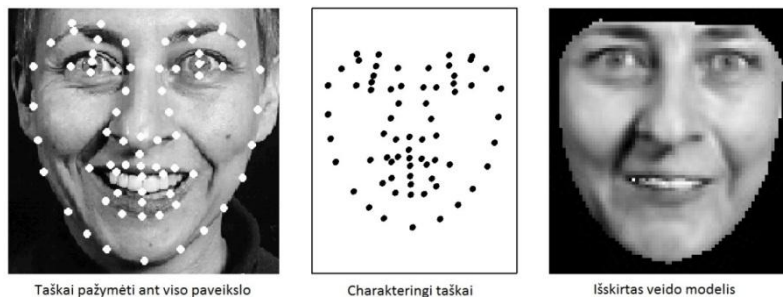 Taškai pažymėti ant viso paveikslo
Charakteringi taškai
Išskirtas veido modelis